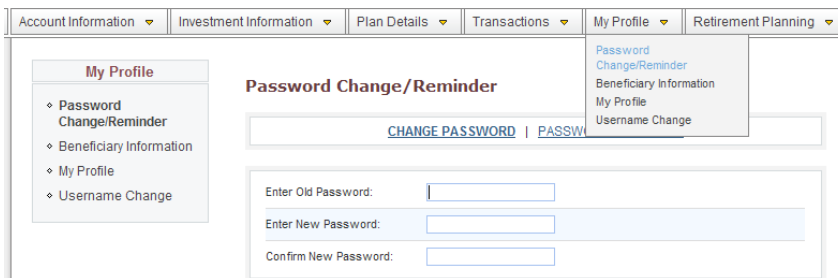 Account Information Investment Information Plan Details Transactions My Profile Retirement Planning
Password
Change/Reminder
Beneficiary Information
My Profile
Username Change
My Profile
Password
Change/Reminder
Beneficiary Information
My Profile
Username Change
Password Change/Reminder
CHANGE PASSWORD |
Enter Old Password:
Enter New Password:
Confirm New Password: